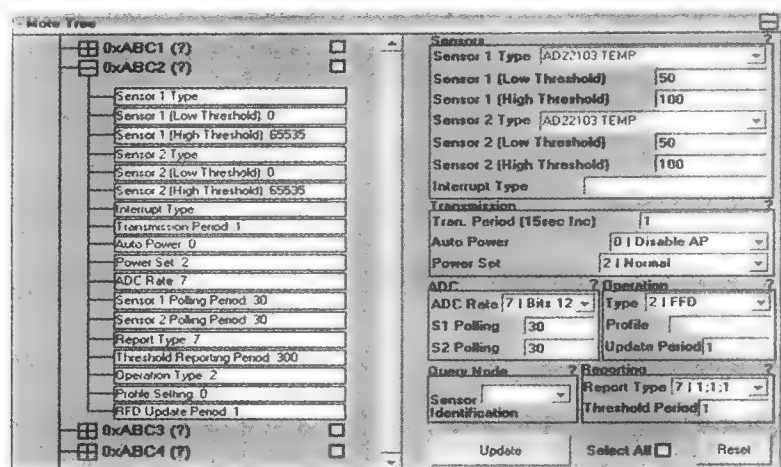 Mote Tree
0xABC1 (?)
0xABC2 (?)
Sensor 1 Type
Sensor 1 (Low Threshold) 0
Sensor 1 (High Threshold) 65535
Sensor 2 Type
Sensor 2 (Low Threshold) 0
Sensor 2 (High Threshold) 65535
Interrupt Type
Transmission Period 1
Auto Power 0
Power Set 2
ADC Rate 7
Sensor 1 Polling Period 30
Sensor 2 Polling Period 30
Report Type 7
Threshold Reporting Period 300
Operation Type 2
Profile Setting 0
RFD Update Period 1
0xABC3 (?)
0xABC4 (?)
Sensors ?
Sensor 1 Type AD22103 TEMP
Sensor 1 (Low Threshold) 50
Sensor 1 (High Threshold) 100
Sensor 2 Type AD22103 TEMP
Sensor 2 (Low Threshold) 50
Sensor 2 (High Threshold) 100
Interrupt Type
Transmission ?
Tran. Period (15sec Inc) 1
Auto Power 0 | Disable AP
Power Set 2 | Normal
ADC ?
ADC Rate 7 | Bits 12
S1 Polling 30
S2 Polling 30
Operation ?
Type 2 | FFD
Profile
Update Period 1
Query Node ?
Sensor
Identification
Reporting ?
Report Type 7 | 1;1;1
Threshold Period 1
Update
Select All
Reset